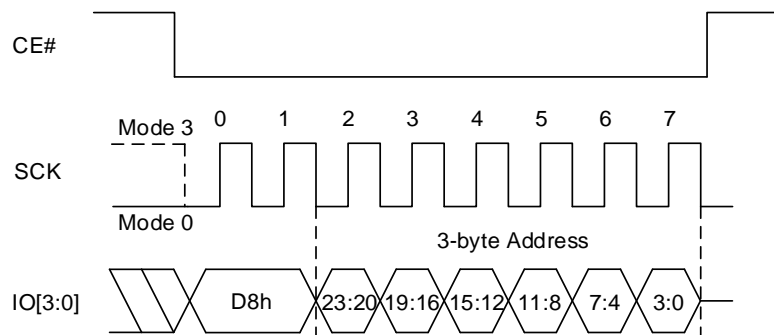 CE#
Mode 3 0 1 2 3 4 5 6 7
SCK
Mode 0
3-byte Address
IO[3:0] D8h 23:20 19:16 15:12 11:8 7:4 3:0